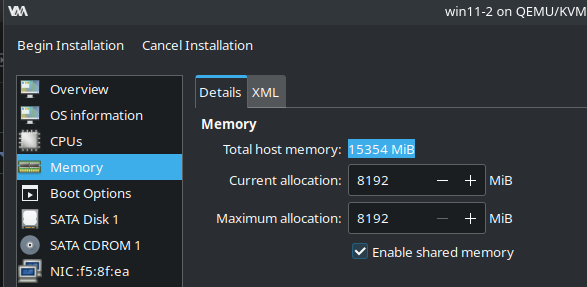 win11-2 on QEMU/KVM
Begin Installation Cancel Installation
Overview
OS information
CPUs
Memory
Boot Options
SATA Disk 1
SATA CDROM 1
NIC :f5:8f:ea
Details XML
Memory
Total host memory: 15354 MiB
Current allocation: 8192 − + MiB
Maximum allocation: 8192 − + MiB
Enable shared memory